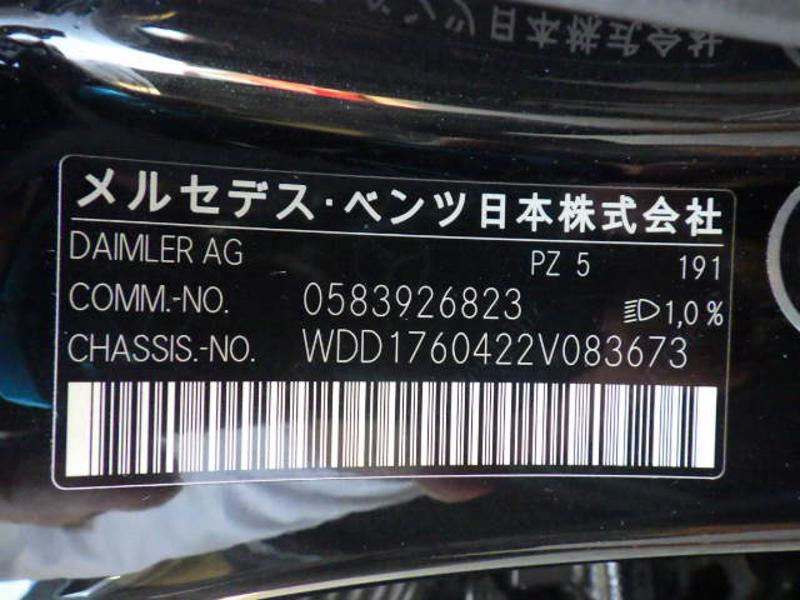 メルセデス・ベンツ日本株式会社
DAIMLER AG PZ 5 191
COMM.-NO. 0583926823 1,0 %
CHASSIS.-NO. WDD1760422V083673